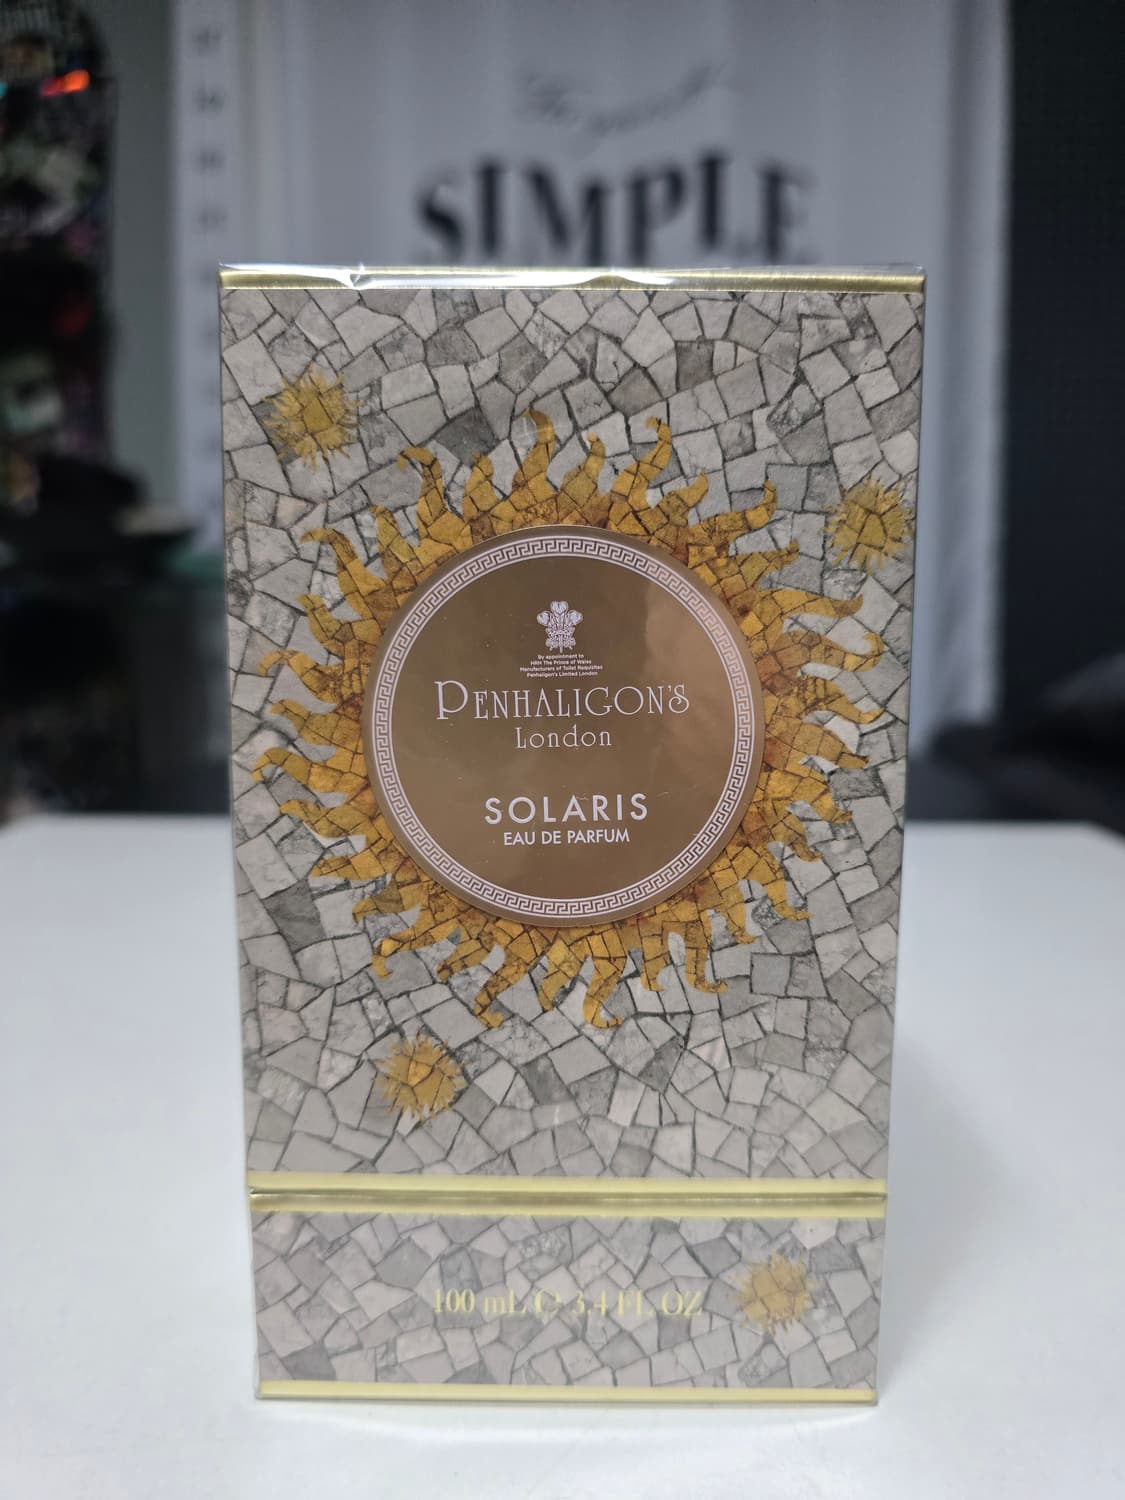 SIMPLE
By appointment to
HRH The Prince of Wales
Manufacturers of Toilet Requisites
Penhaligon's Limited London
PENHALIGON'S
London
SOLARIS
EAU DE PARFUM
100 mL ℮ 3.4 FL OZ